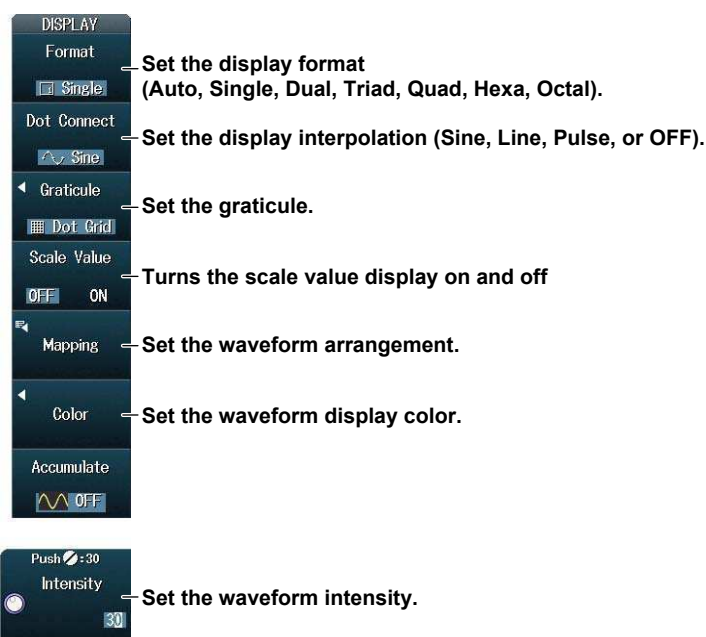 DISPLAY
Format
Single
Set the display format
(Auto, Single, Dual, Triad, Quad, Hexa, Octal).
Dot Connect
Sine
Set the display interpolation (Sine, Line, Pulse, or OFF).
Graticule
Dot Grid
Set the graticule.
Scale Value
OFF ON
Turns the scale value display on and off
Mapping
Set the waveform arrangement.
Color
Set the waveform display color.
Accumulate
OFF
Push :30
Intensity
30
Set the waveform intensity.